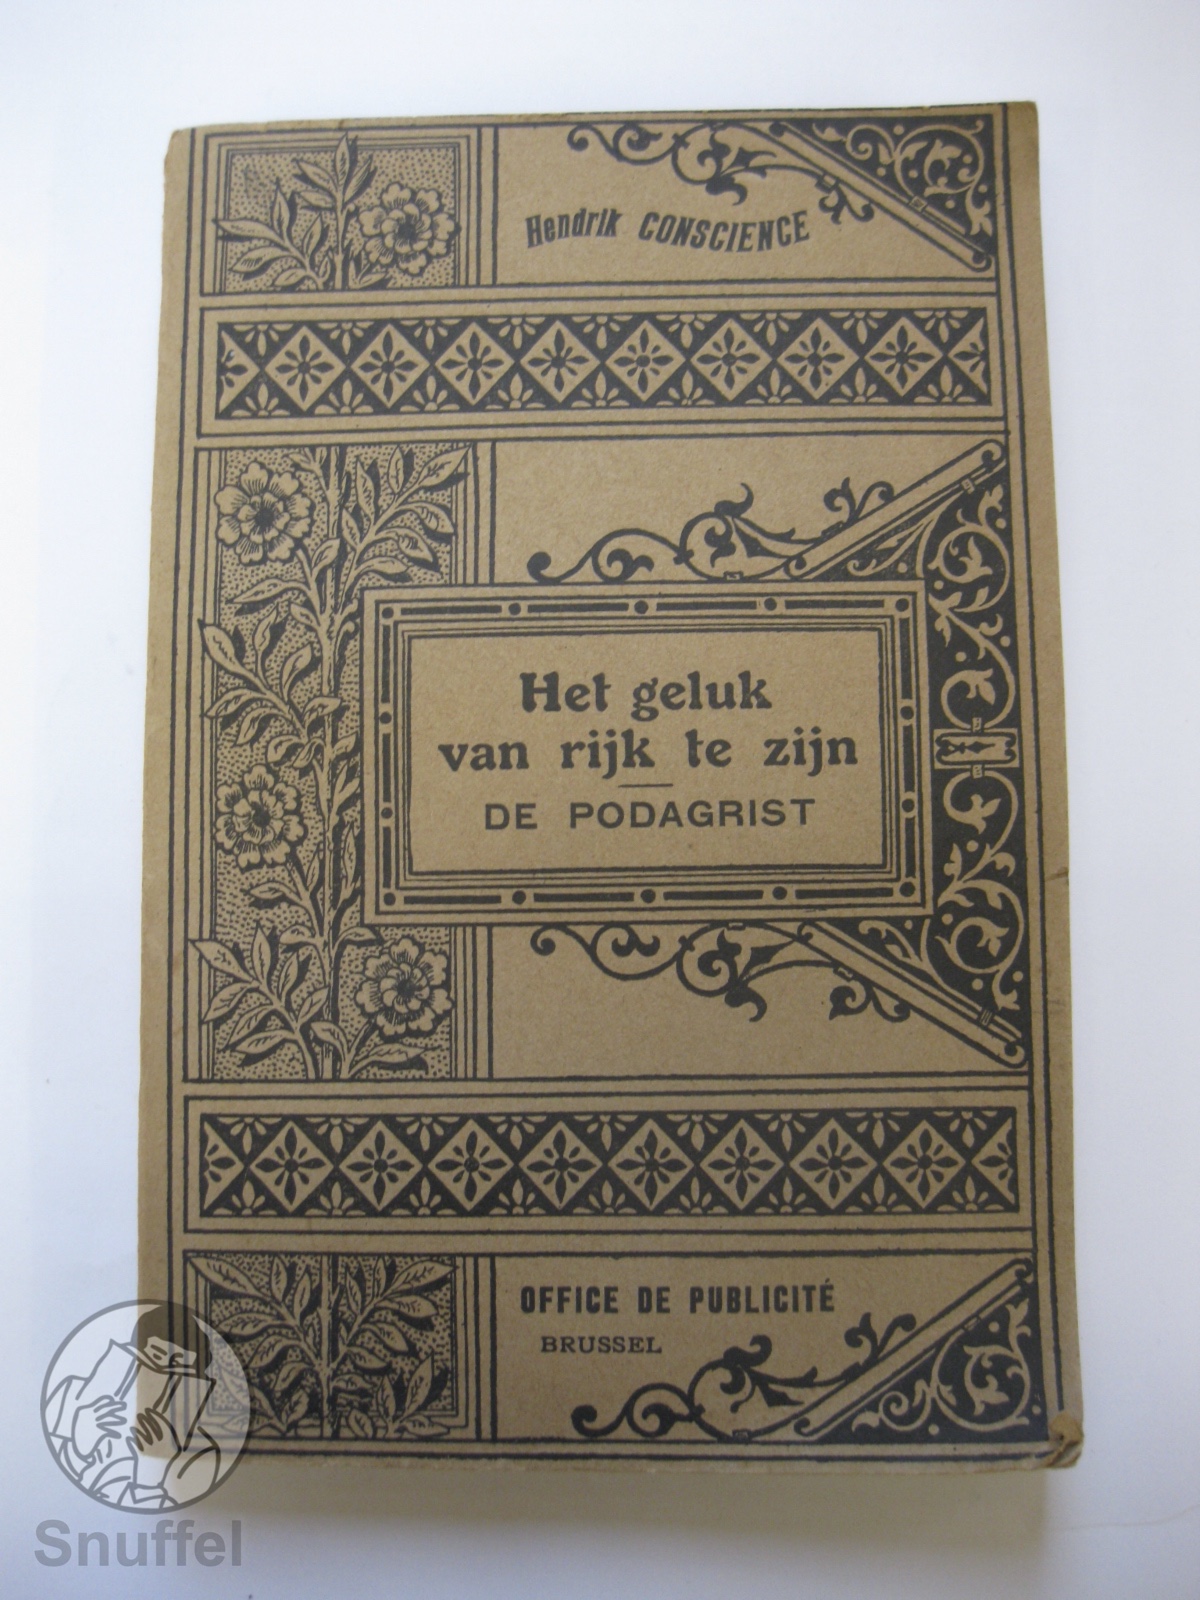 Hendrik CONSCIENCE
Het geluk
van rijk te zijn
DE PODAGRIST
OFFICE DE PUBLICITÉ
BRUSSEL
Snuffel